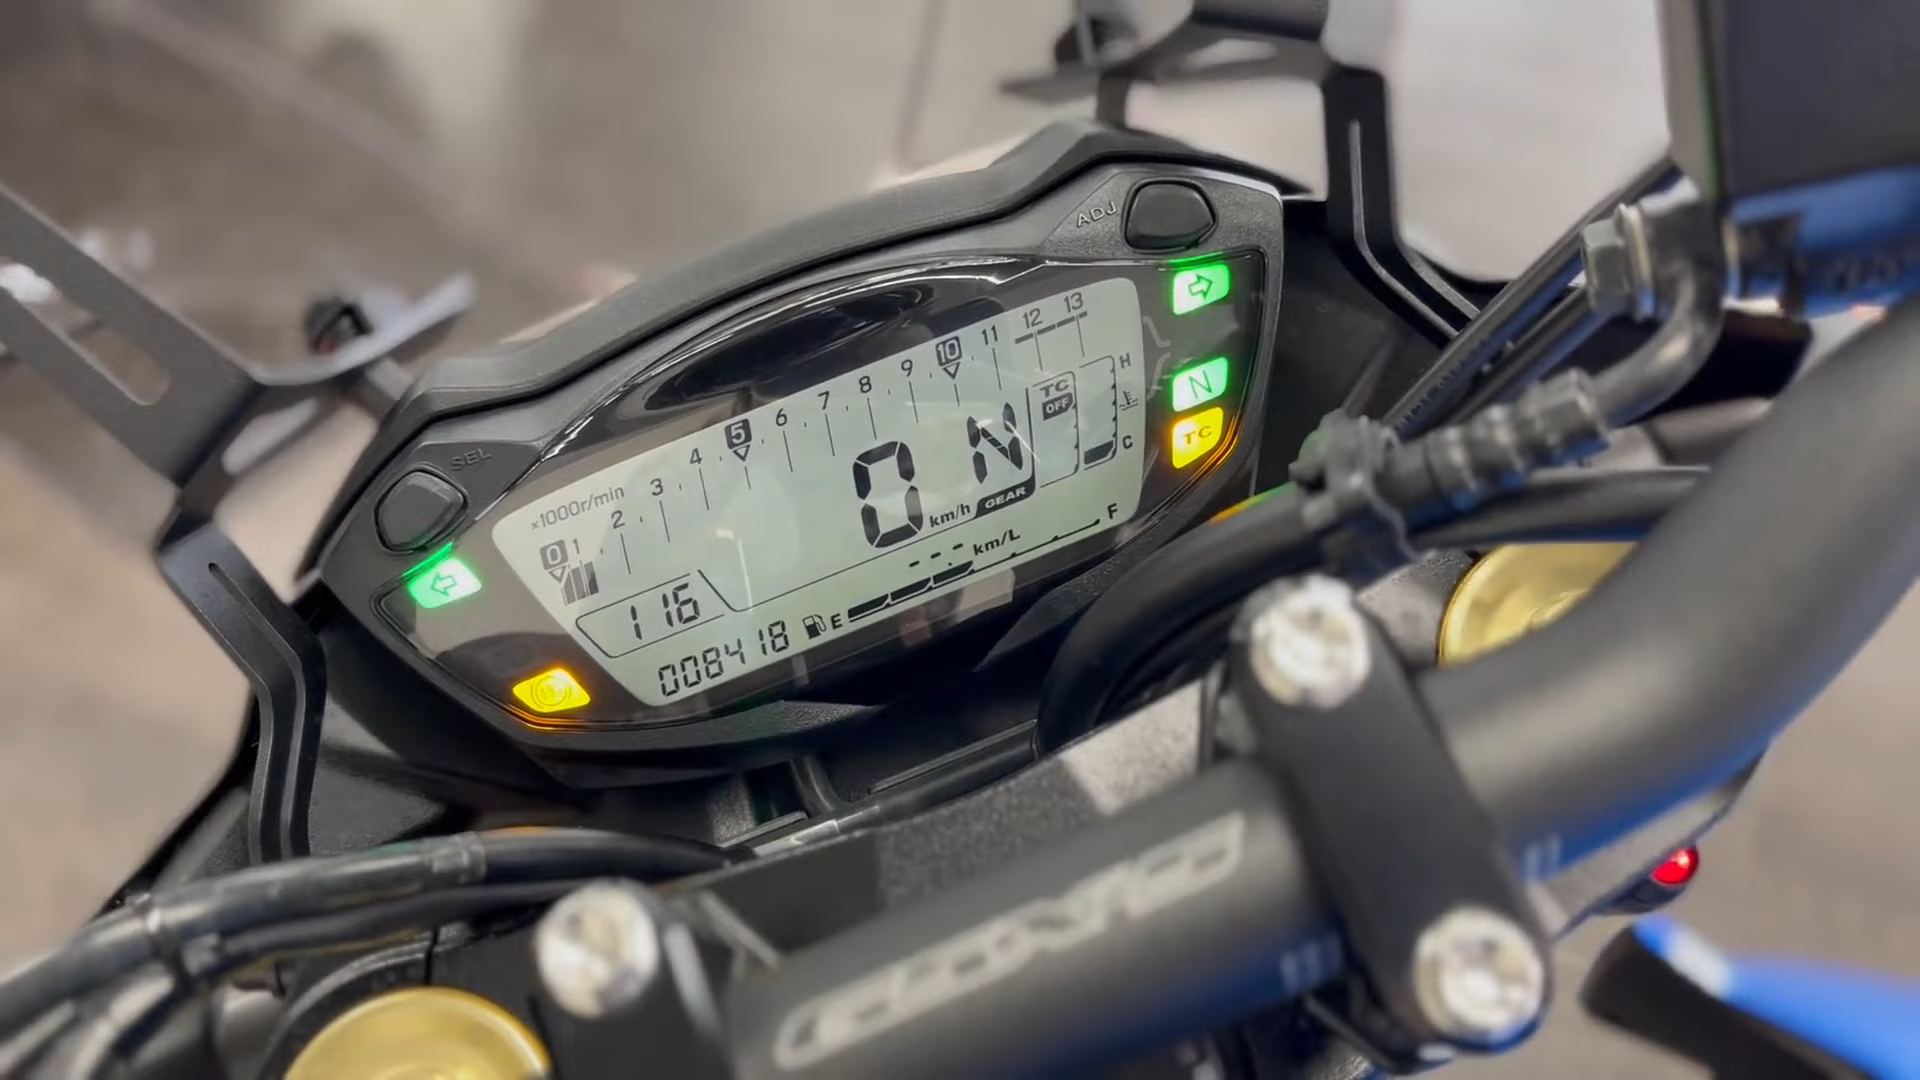 ADJ
SEL
×1000r/min
0 1 2 3 4 5 6 7 8 9 10 11 12 13
TC
OFF
H
C
0 km/h
N
GEAR
-.- km/L
116
008418
E F
N
TC